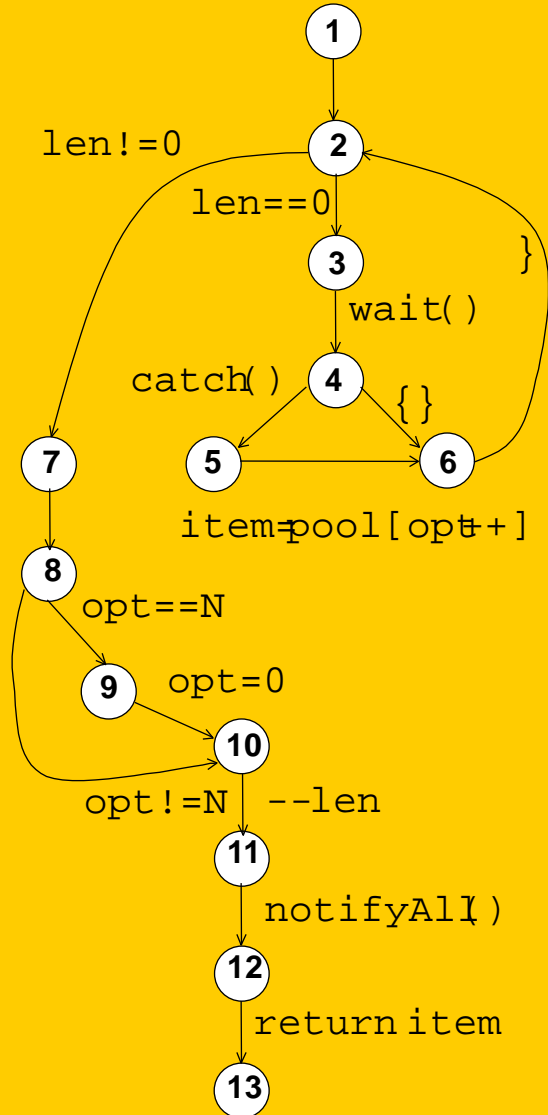 1
len!=0
2
len==0
}
3
wait()
catch()
4
{}
7
5
6
item=pool[opt++]
8
opt==N
9
opt=0
10
opt!=N
--len
11
notifyAll()
12
return item
13